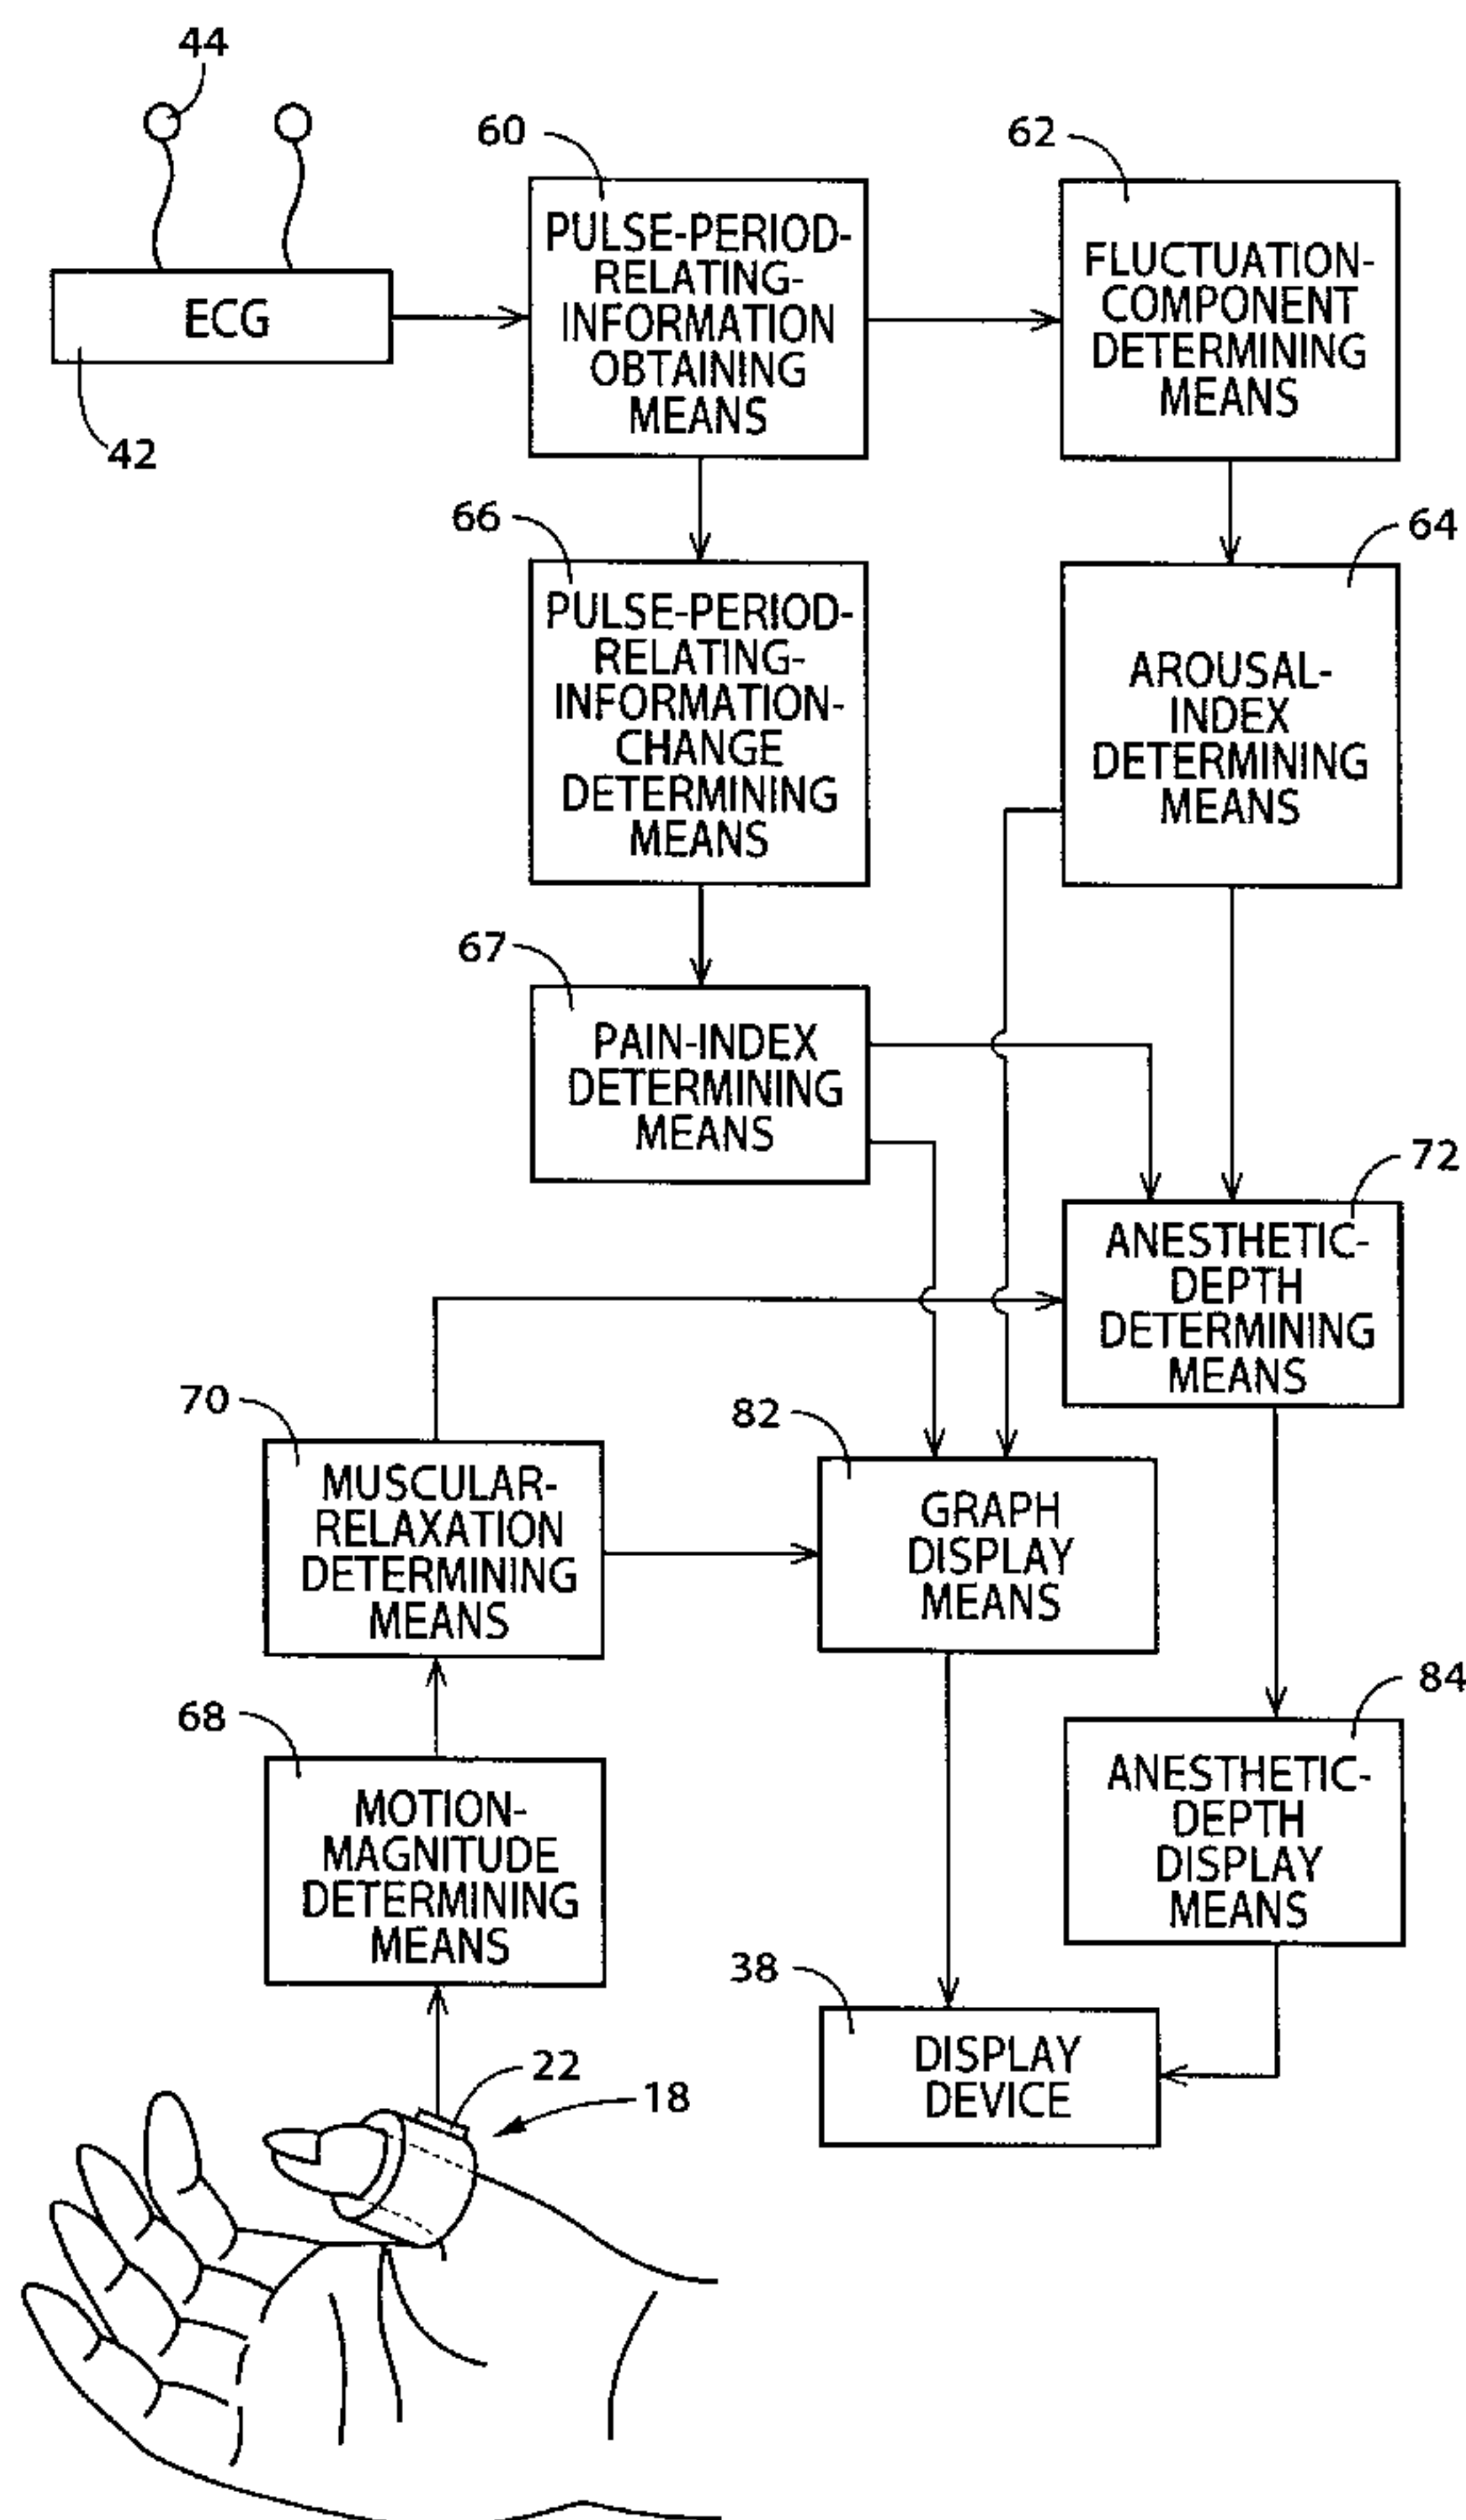 44
60
62
PULSE-PERIOD-
RELATING-
INFORMATION
OBTAINING
MEANS
FLUCTUATION-
COMPONENT
DETERMINING
MEANS
ECG
42
66
64
PULSE-PERIOD-
RELATING-
INFORMATION-
CHANGE
DETERMINING
MEANS
AROUSAL-
INDEX
DETERMINING
MEANS
67
PAIN-INDEX
DETERMINING
MEANS
72
ANESTHETIC-
DEPTH
DETERMINING
MEANS
70
82
MUSCULAR-
RELAXATION
DETERMINING
MEANS
GRAPH
DISPLAY
MEANS
68
84
MOTION-
MAGNITUDE
DETERMINING
MEANS
ANESTHETIC-
DEPTH
DISPLAY
MEANS
38
DISPLAY
DEVICE
22
18